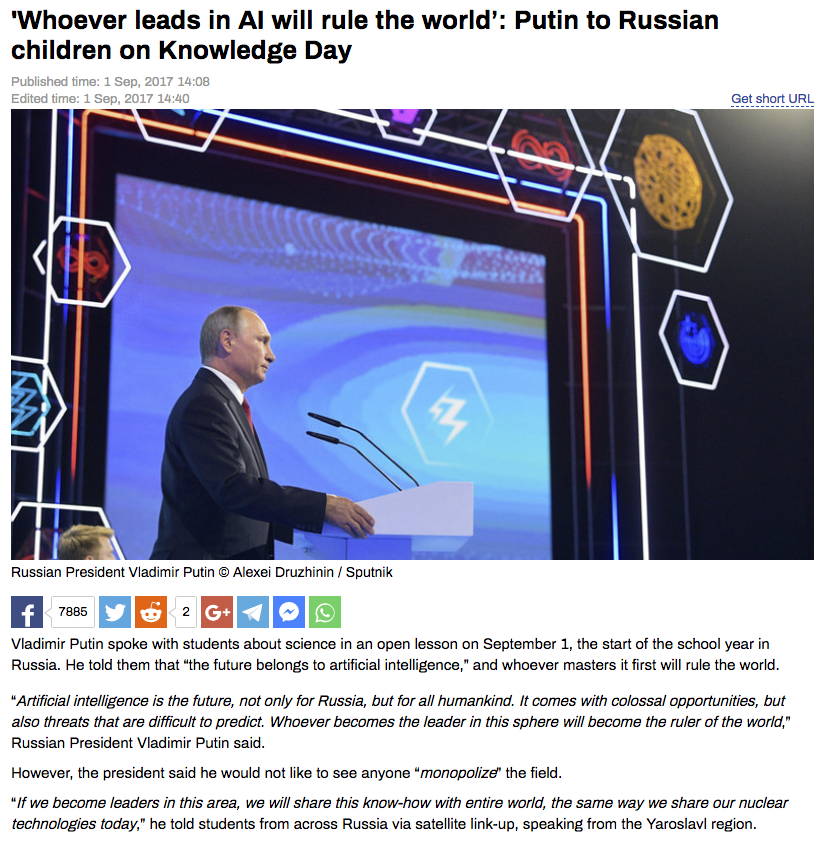 'Whoever leads in AI will rule the world’: Putin to Russian
children on Knowledge Day
Published time: 1 Sep, 2017 14:08
Edited time: 1 Sep, 2017 14:40
Get short URL
Russian President Vladimir Putin © Alexei Druzhinin / Sputnik
f 7885 2 G+
Vladimir Putin spoke with students about science in an open lesson on September 1, the start of the school year in
Russia. He told them that “the future belongs to artificial intelligence,” and whoever masters it first will rule the world.
“Artificial intelligence is the future, not only for Russia, but for all humankind. It comes with colossal opportunities, but
also threats that are difficult to predict. Whoever becomes the leader in this sphere will become the ruler of the world,”
Russian President Vladimir Putin said.
However, the president said he would not like to see anyone “monopolize” the field.
“If we become leaders in this area, we will share this know-how with entire world, the same way we share our nuclear
technologies today,” he told students from across Russia via satellite link-up, speaking from the Yaroslavl region.